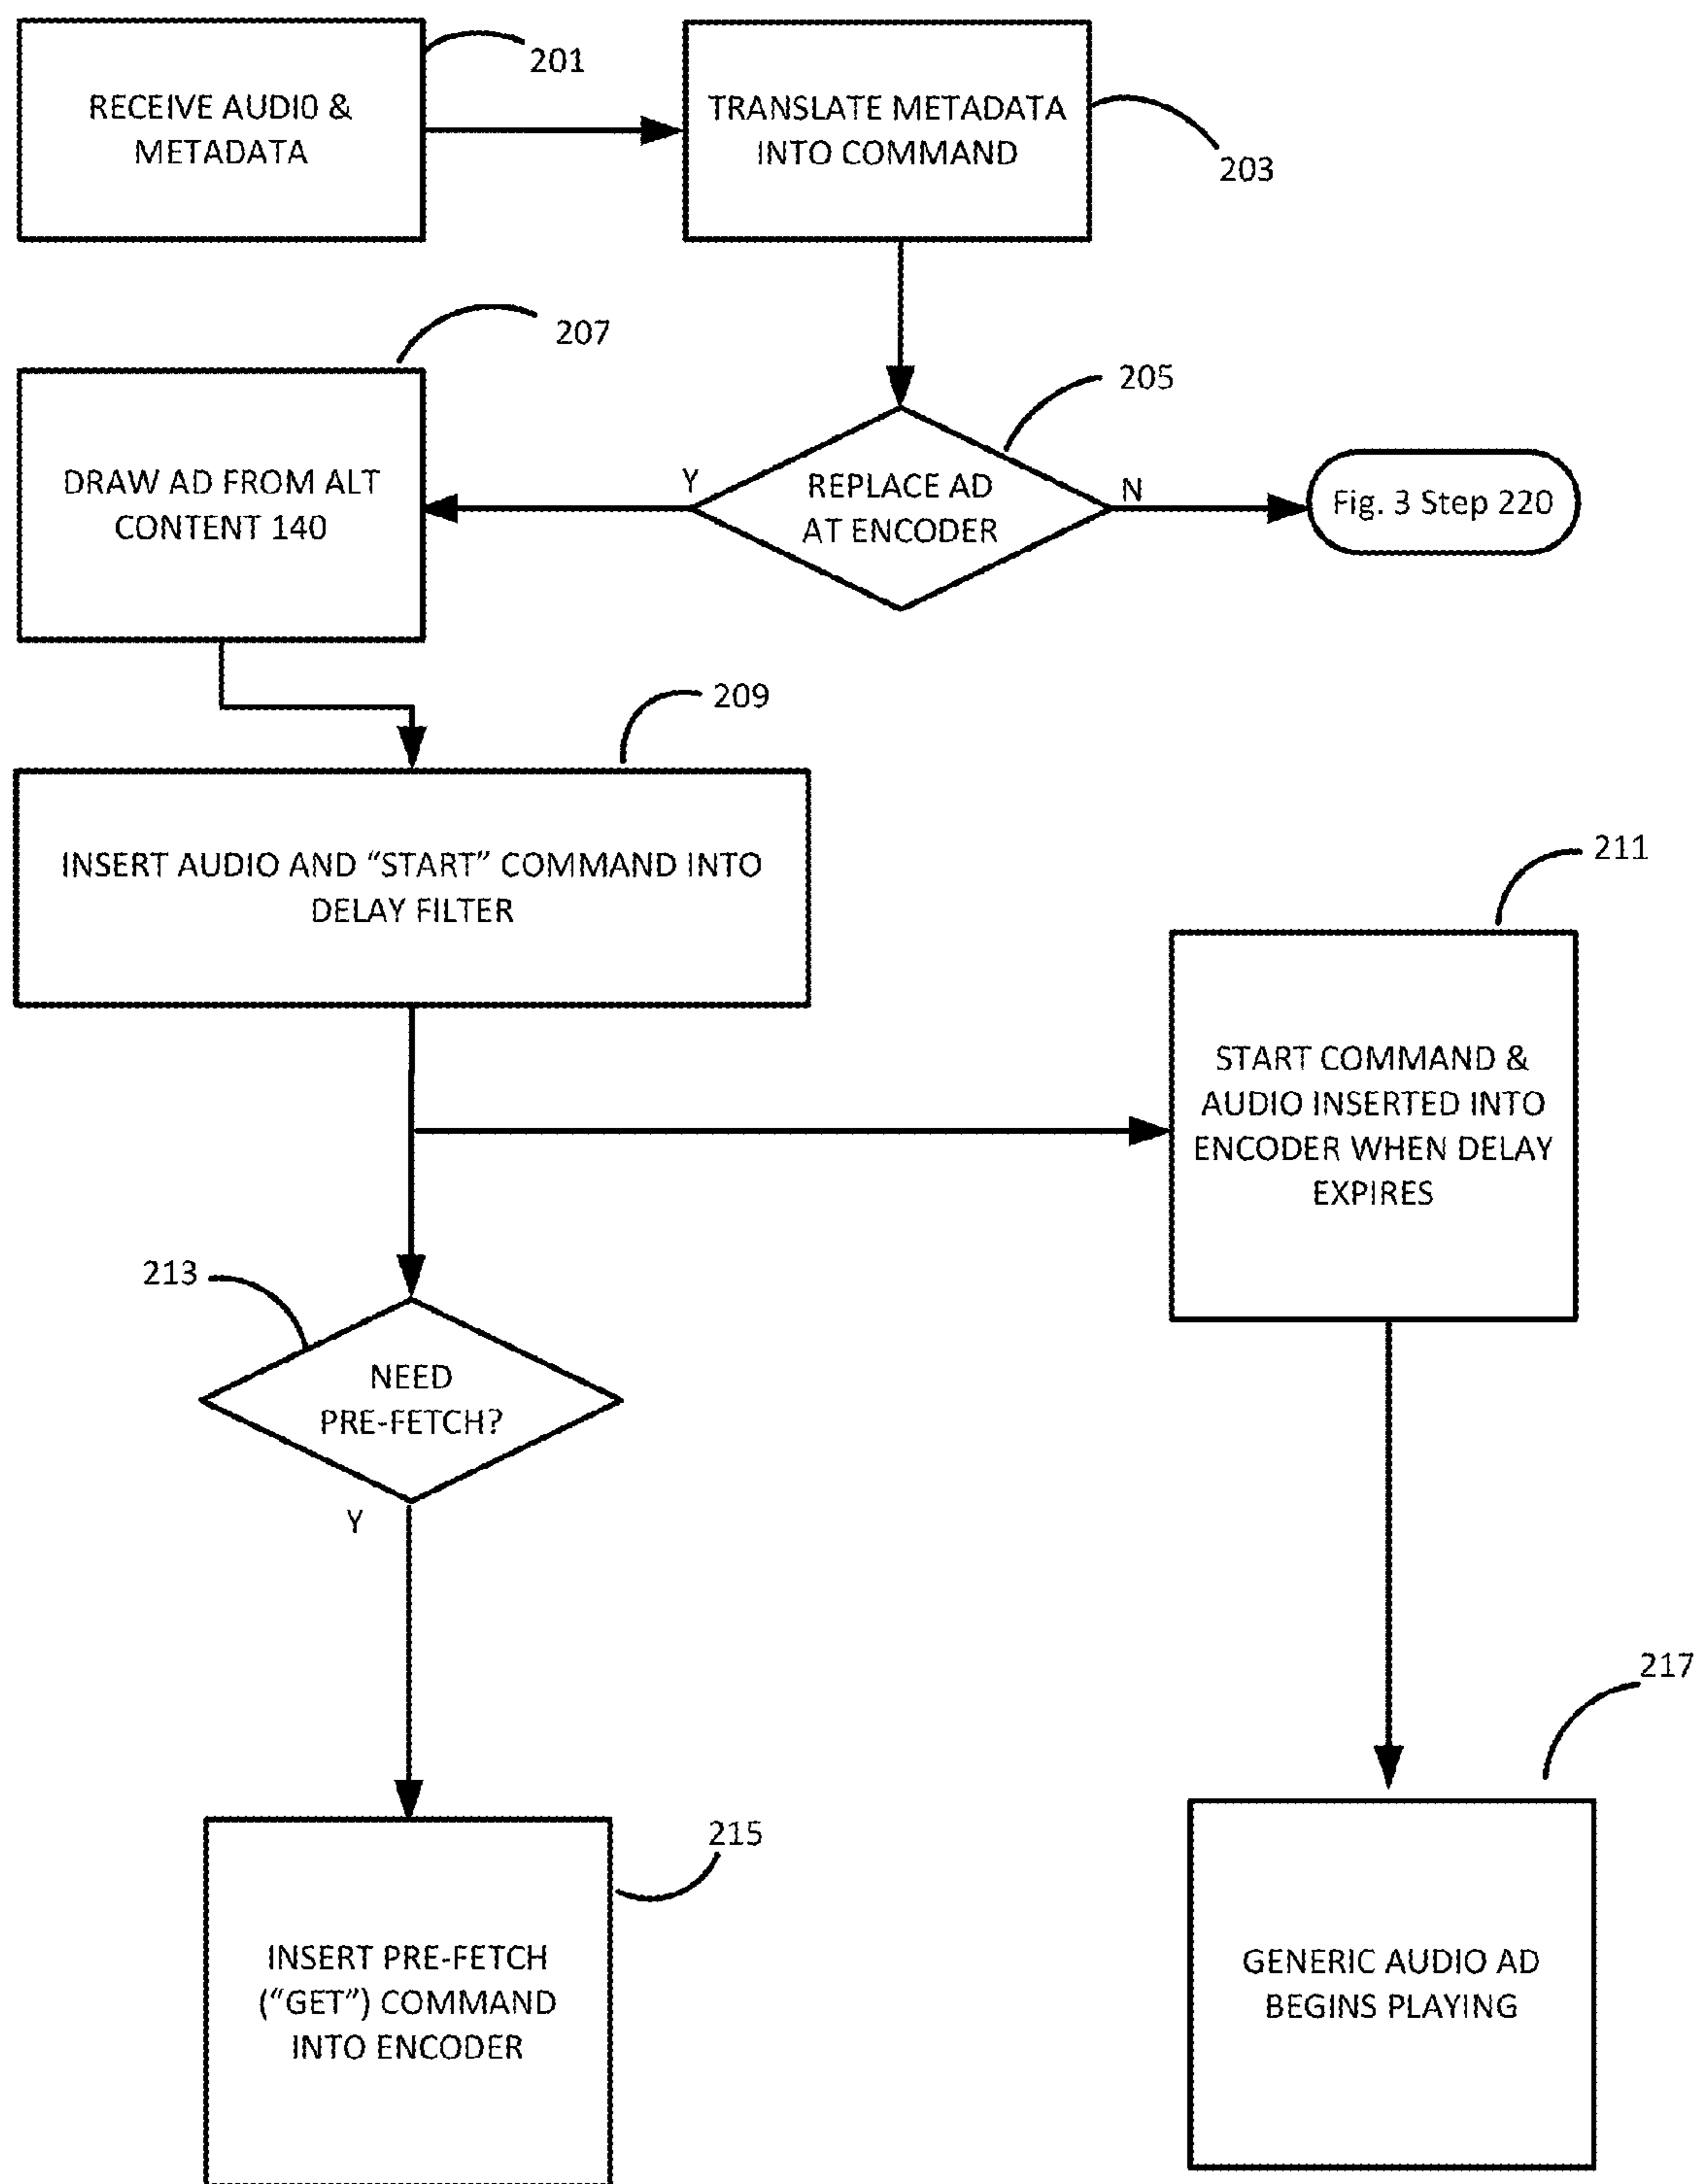 RECEIVE AUDI0 &
METADATA
201
TRANSLATE METADATA
INTO COMMAND
203
207
DRAW AD FROM ALT
CONTENT 140
205
Y
REPLACE AD
AT ENCODER
N
Fig. 3 Step 220
209
INSERT AUDIO AND “START” COMMAND INTO
DELAY FILTER
211
START COMMAND &
AUDIO INSERTED INTO
ENCODER WHEN DELAY
EXPIRES
213
NEED
PRE-FETCH?
Y
215
INSERT PRE-FETCH
(“GET”) COMMAND
INTO ENCODER
217
GENERIC AUDIO AD
BEGINS PLAYING